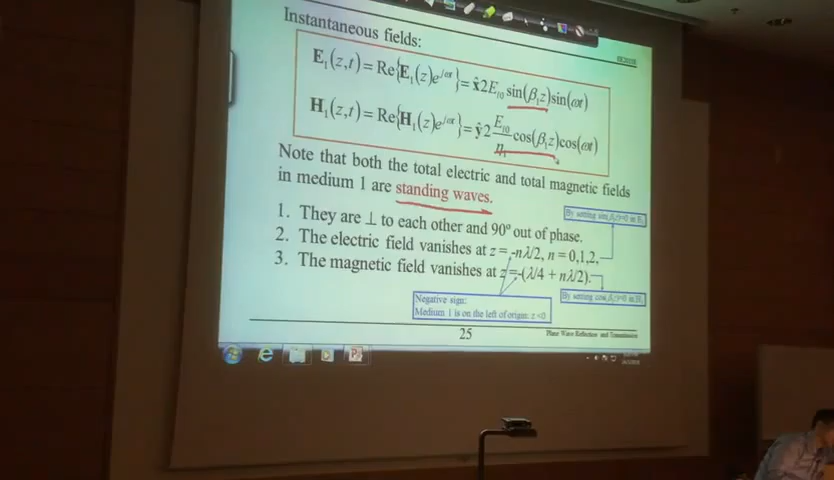 Instantaneous fields:
E₁(z,t) = Re{E₁(z)e^{jωt}} = x̂2E_{i0} sin(β₁z)sin(ωt)
H₁(z,t) = Re{H₁(z)e^{jωt}} = ŷ2 E_{i0}/η₁ cos(β₁z)cos(ωt)
Note that both the total electric and total magnetic fields
in medium 1 are standing waves.
1. They are ⊥ to each other and 90° out of phase.
2. The electric field vanishes at z = -nλ/2, n = 0,1,2,
3. The magnetic field vanishes at z =-(λ/4 + nλ/2).
By setting sin(β₁z)=0 in E₁
By setting cos(β₁z)=0 in H₁
Negative sign:
Medium 1 is on the left of origin: z <0
25
Plane Wave Reflection and Transmission